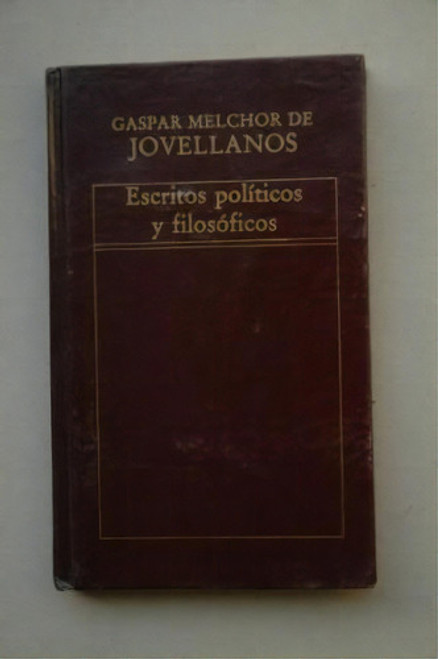 GASPAR MELCHOR DE
JOVELLANOS
Escritos políticos
y filosóficos